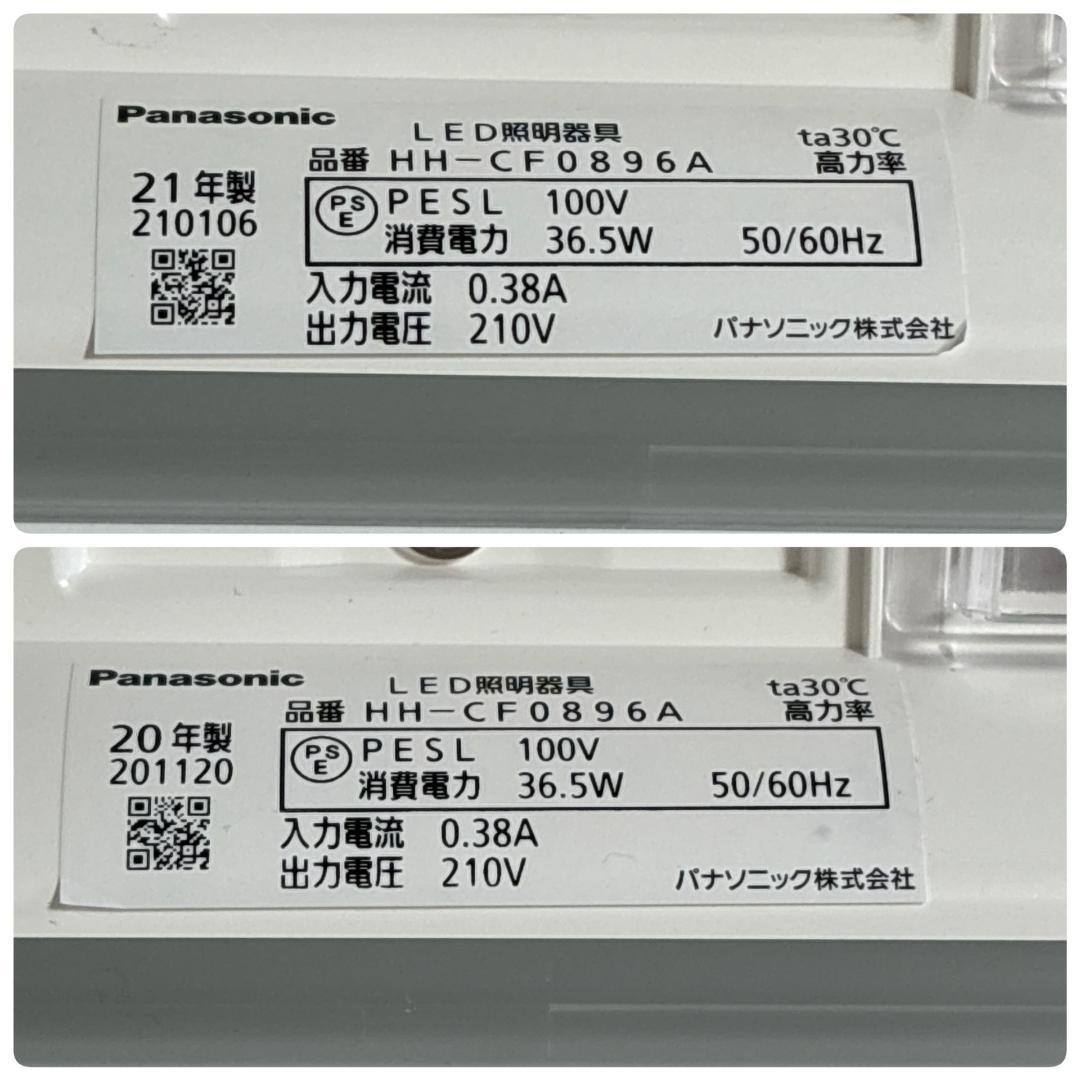 Panasonic
LED照明器具
ta30℃
品番 HH-CF0896A
高力率
21年製
210106
PSE
PESL 100V
消費電力 36.5W 50/60Hz
入力電流 0.38A
出力電圧 210V
パナソニック株式会社
Panasonic
LED照明器具
ta30℃
品番 HH-CF0896A
高力率
20年製
201120
PSE
PESL 100V
消費電力 36.5W 50/60Hz
入力電流 0.38A
出力電圧 210V
パナソニック株式会社